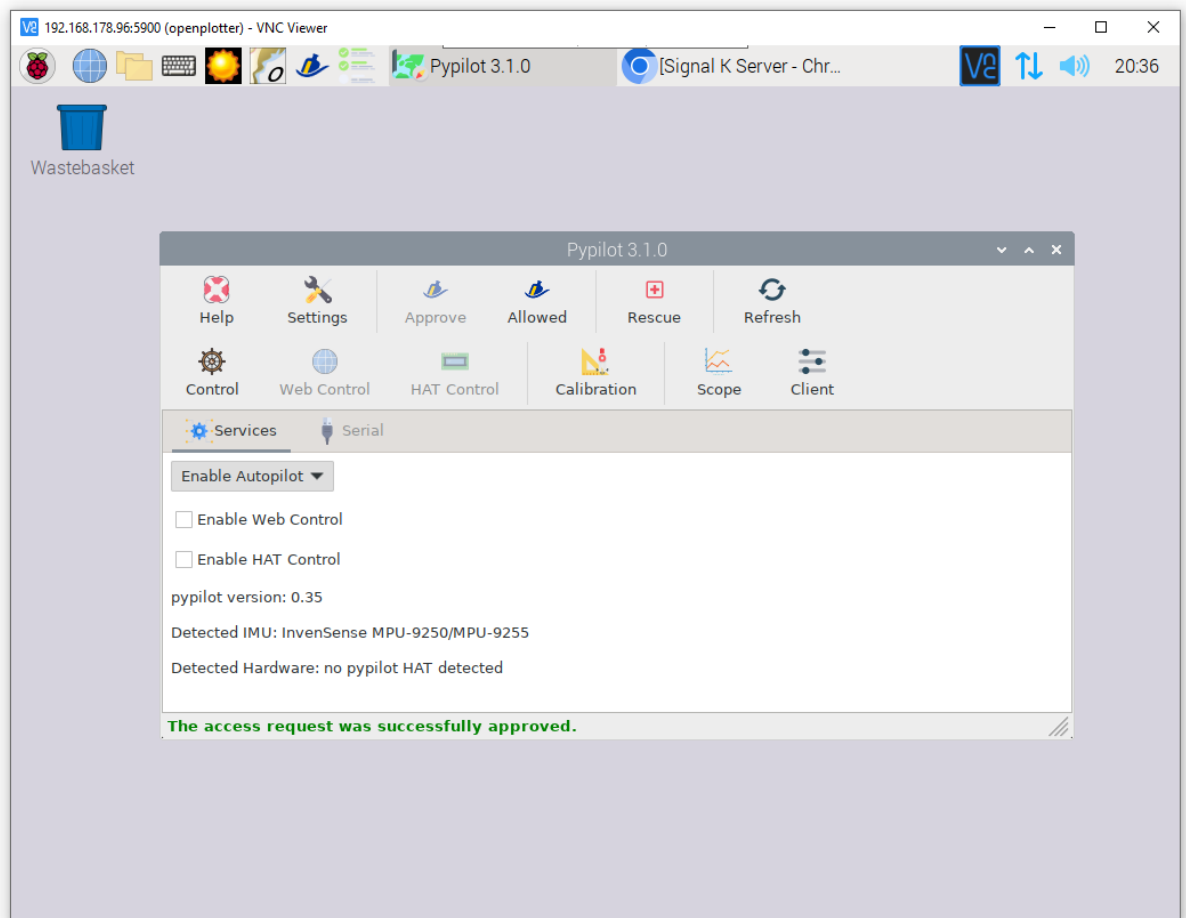 192.168.178.96:5900 (openplotter) - VNC Viewer
Pypilot 3.1.0
[Signal K Server - Chr...
20:36
Wastebasket
Pypilot 3.1.0
Help Settings Approve Allowed Rescue Refresh
Control Web Control HAT Control Calibration Scope Client
Services Serial
Enable Autopilot
Enable Web Control
Enable HAT Control
pypilot version: 0.35
Detected IMU: InvenSense MPU-9250/MPU-9255
Detected Hardware: no pypilot HAT detected
The access request was successfully approved.